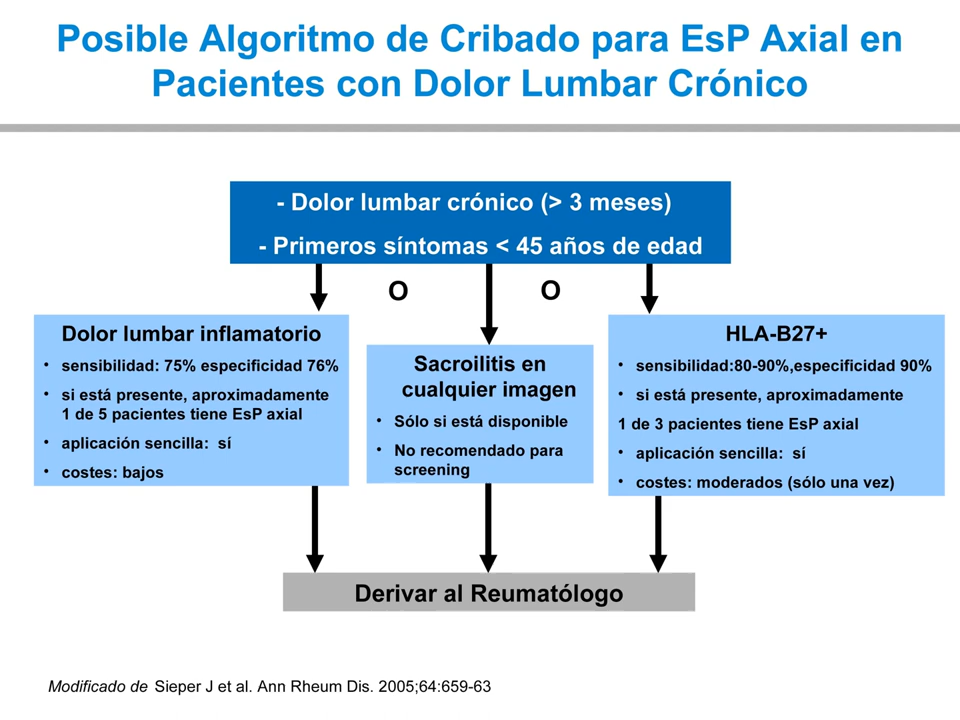 Posible Algoritmo de Cribado para EsP Axial en
Pacientes con Dolor Lumbar Crónico
- Dolor lumbar crónico (> 3 meses)
- Primeros síntomas < 45 años de edad
O
O
Dolor lumbar inflamatorio
• sensibilidad: 75% especificidad 76%
• si está presente, aproximadamente
1 de 5 pacientes tiene EsP axial
• aplicación sencilla: sí
• costes: bajos
Sacroilitis en
cualquier imagen
• Sólo si está disponible
• No recomendado para
screening
HLA-B27+
• sensibilidad:80-90%,especificidad 90%
• si está presente, aproximadamente
1 de 3 pacientes tiene EsP axial
• aplicación sencilla: sí
• costes: moderados (sólo una vez)
Derivar al Reumatólogo
Modificado de Sieper J et al. Ann Rheum Dis. 2005;64:659-63